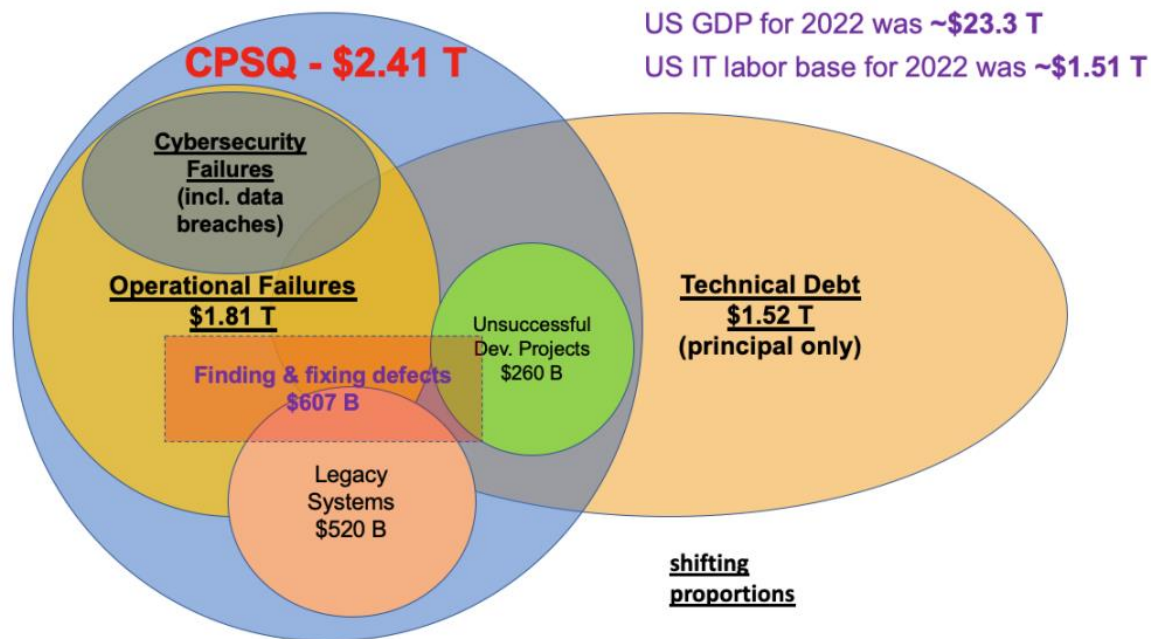 US GDP for 2022 was ~$23.3 T
US IT labor base for 2022 was ~$1.51 T
CPSQ - $2.41 T
Cybersecurity
Failures
(incl. data
breaches)
Operational Failures
$1.81 T
Unsuccessful
Dev. Projects
$260 B
Technical Debt
$1.52 T
(principal only)
Finding & fixing defects
$607 B
Legacy
Systems
$520 B
shifting
proportions